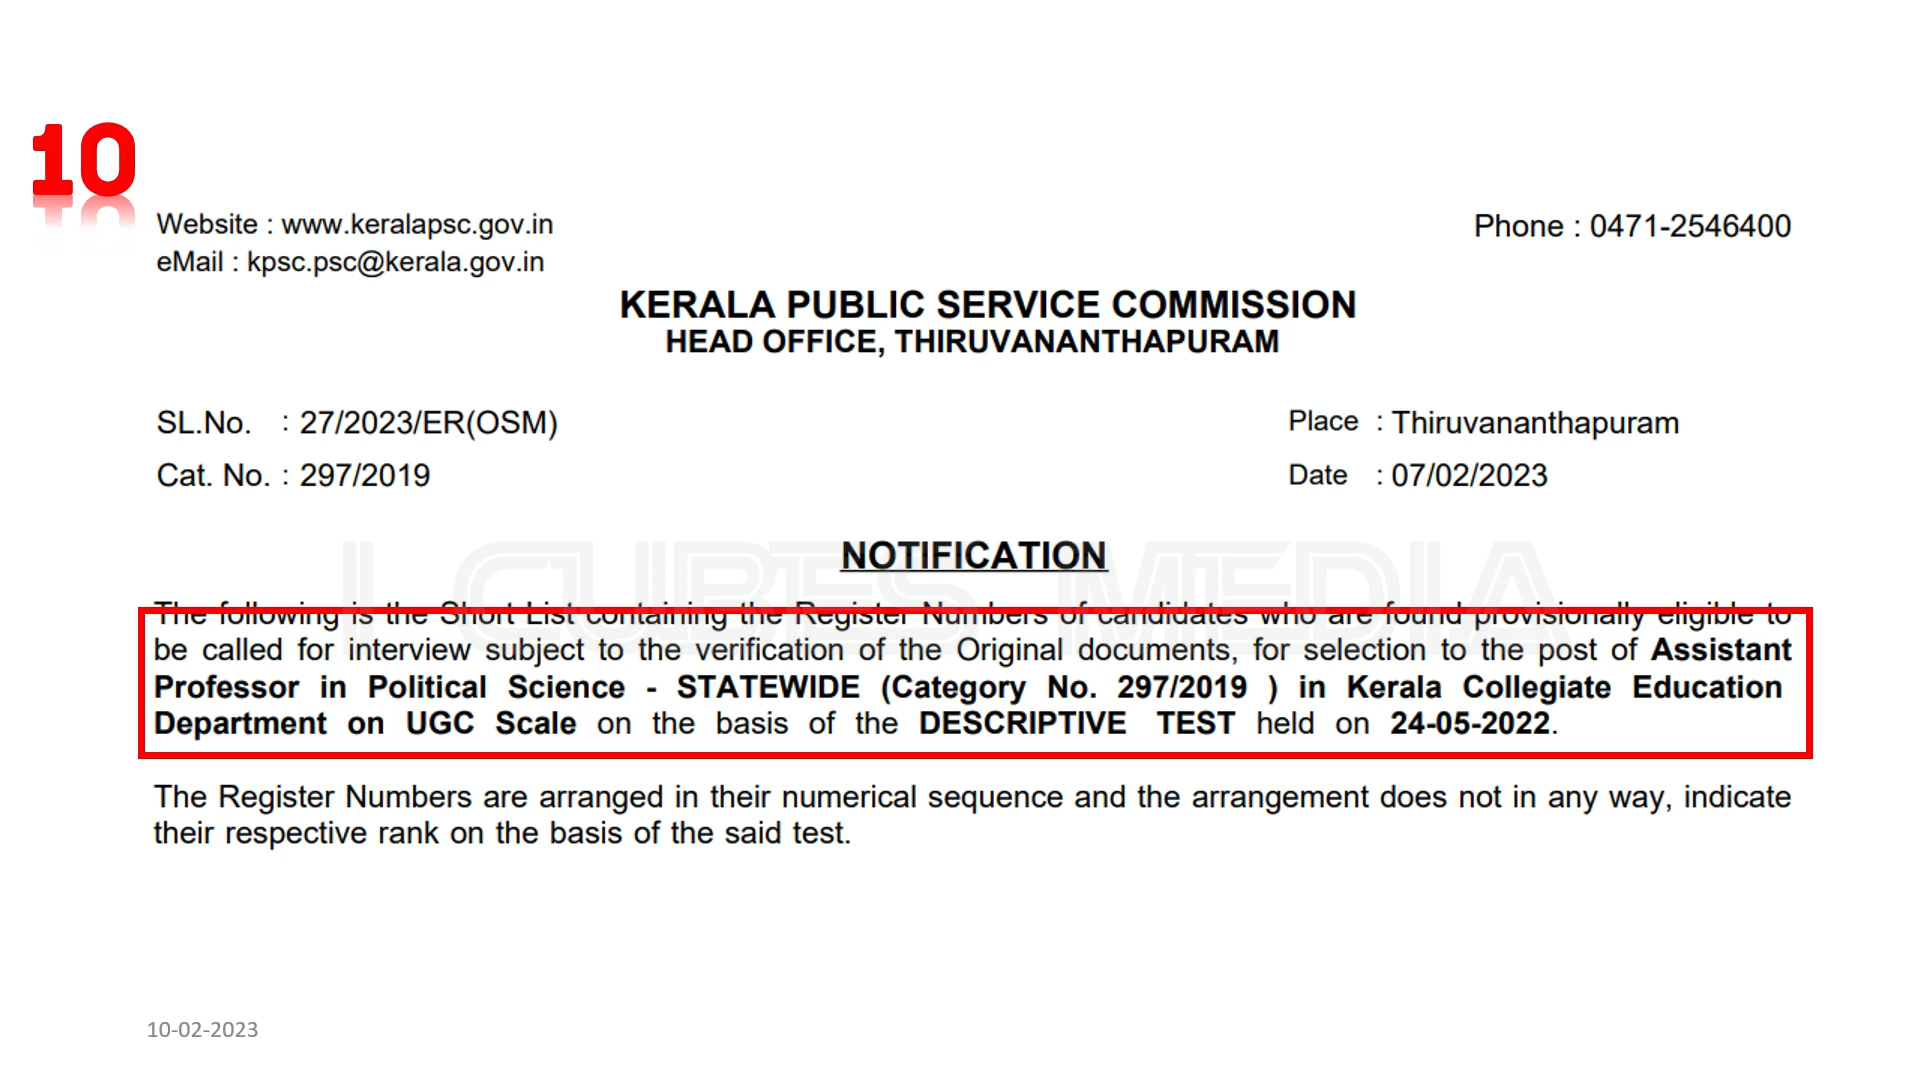 10
Website : www.keralapsc.gov.in
Phone : 0471-2546400
eMail : kpsc.psc@kerala.gov.in
KERALA PUBLIC SERVICE COMMISSION
HEAD OFFICE, THIRUVANANTHAPURAM
SL.No. : 27/2023/ER(OSM)
Place : Thiruvananthapuram
Cat. No. : 297/2019
Date : 07/02/2023
I CUBES MEDIA
NOTIFICATION
The following is the Short List containing the Register Numbers of candidates who are found provisionally eligible to
be called for interview subject to the verification of the Original documents, for selection to the post of Assistant
Professor in Political Science - STATEWIDE (Category No. 297/2019 ) in Kerala Collegiate Education
Department on UGC Scale on the basis of the DESCRIPTIVE TEST held on 24-05-2022.
The Register Numbers are arranged in their numerical sequence and the arrangement does not in any way, indicate
their respective rank on the basis of the said test.
10-02-2023